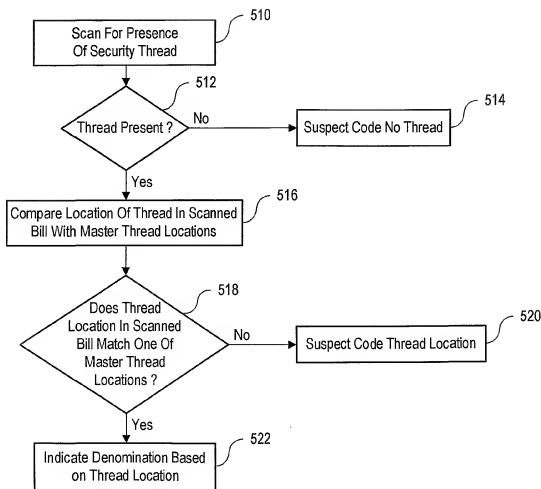 510
Scan For Presence
Of Security Thread
512
Thread Present ?
No
514
Suspect Code No Thread
Yes
516
Compare Location Of Thread In Scanned
Bill With Master Thread Locations
518
Does Thread
Location In Scanned
Bill Match One Of
Master Thread
Locations ?
No
520
Suspect Code Thread Location
Yes
522
Indicate Denomination Based
on Thread Location